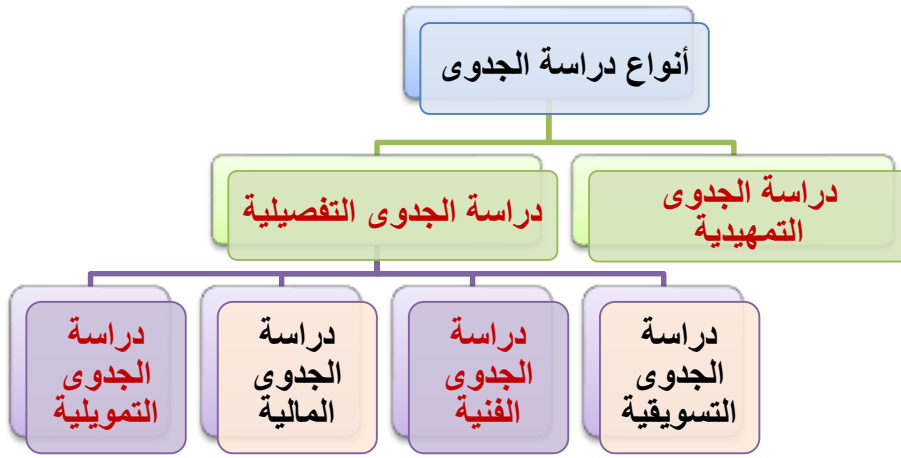 أنواع دراسة الجدوى
دراسة الجدوى
التمهيدية
دراسة الجدوى التفصيلية
دراسة
الجدوى
التسويقية
دراسة
الجدوى
الفنية
دراسة
الجدوى
المالية
دراسة
الجدوى
التمويلية